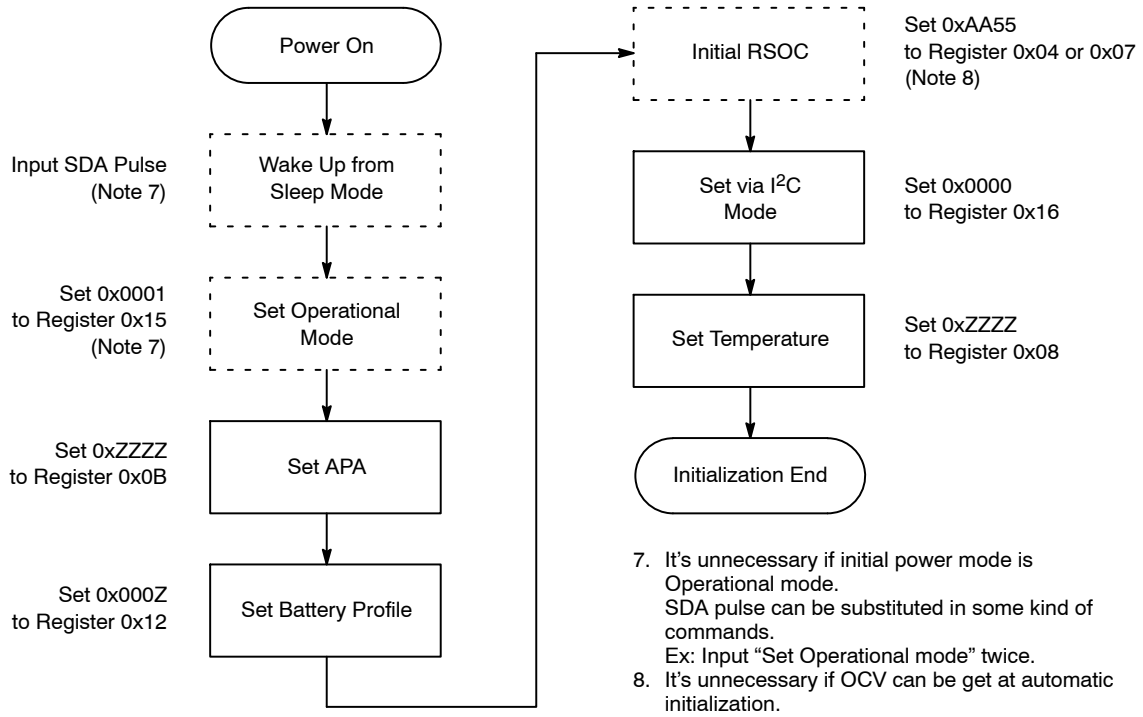 Power On
Input SDA Pulse
(Note 7)
Wake Up from
Sleep Mode
Set 0x0001
to Register 0x15
(Note 7)
Set Operational
Mode
Set 0xZZZZ
to Register 0x0B
Set APA
Set 0x000Z
to Register 0x12
Set Battery Profile
Initial RSOC
Set 0xAA55
to Register 0x04 or 0x07
(Note 8)
Set via I²C
Mode
Set 0x0000
to Register 0x16
Set Temperature
Set 0xZZZZ
to Register 0x08
Initialization End
7. It’s unnecessary if initial power mode is
Operational mode.
SDA pulse can be substituted in some kind of
commands.
Ex: Input “Set Operational mode” twice.
8. It’s unnecessary if OCV can be get at automatic
initialization.